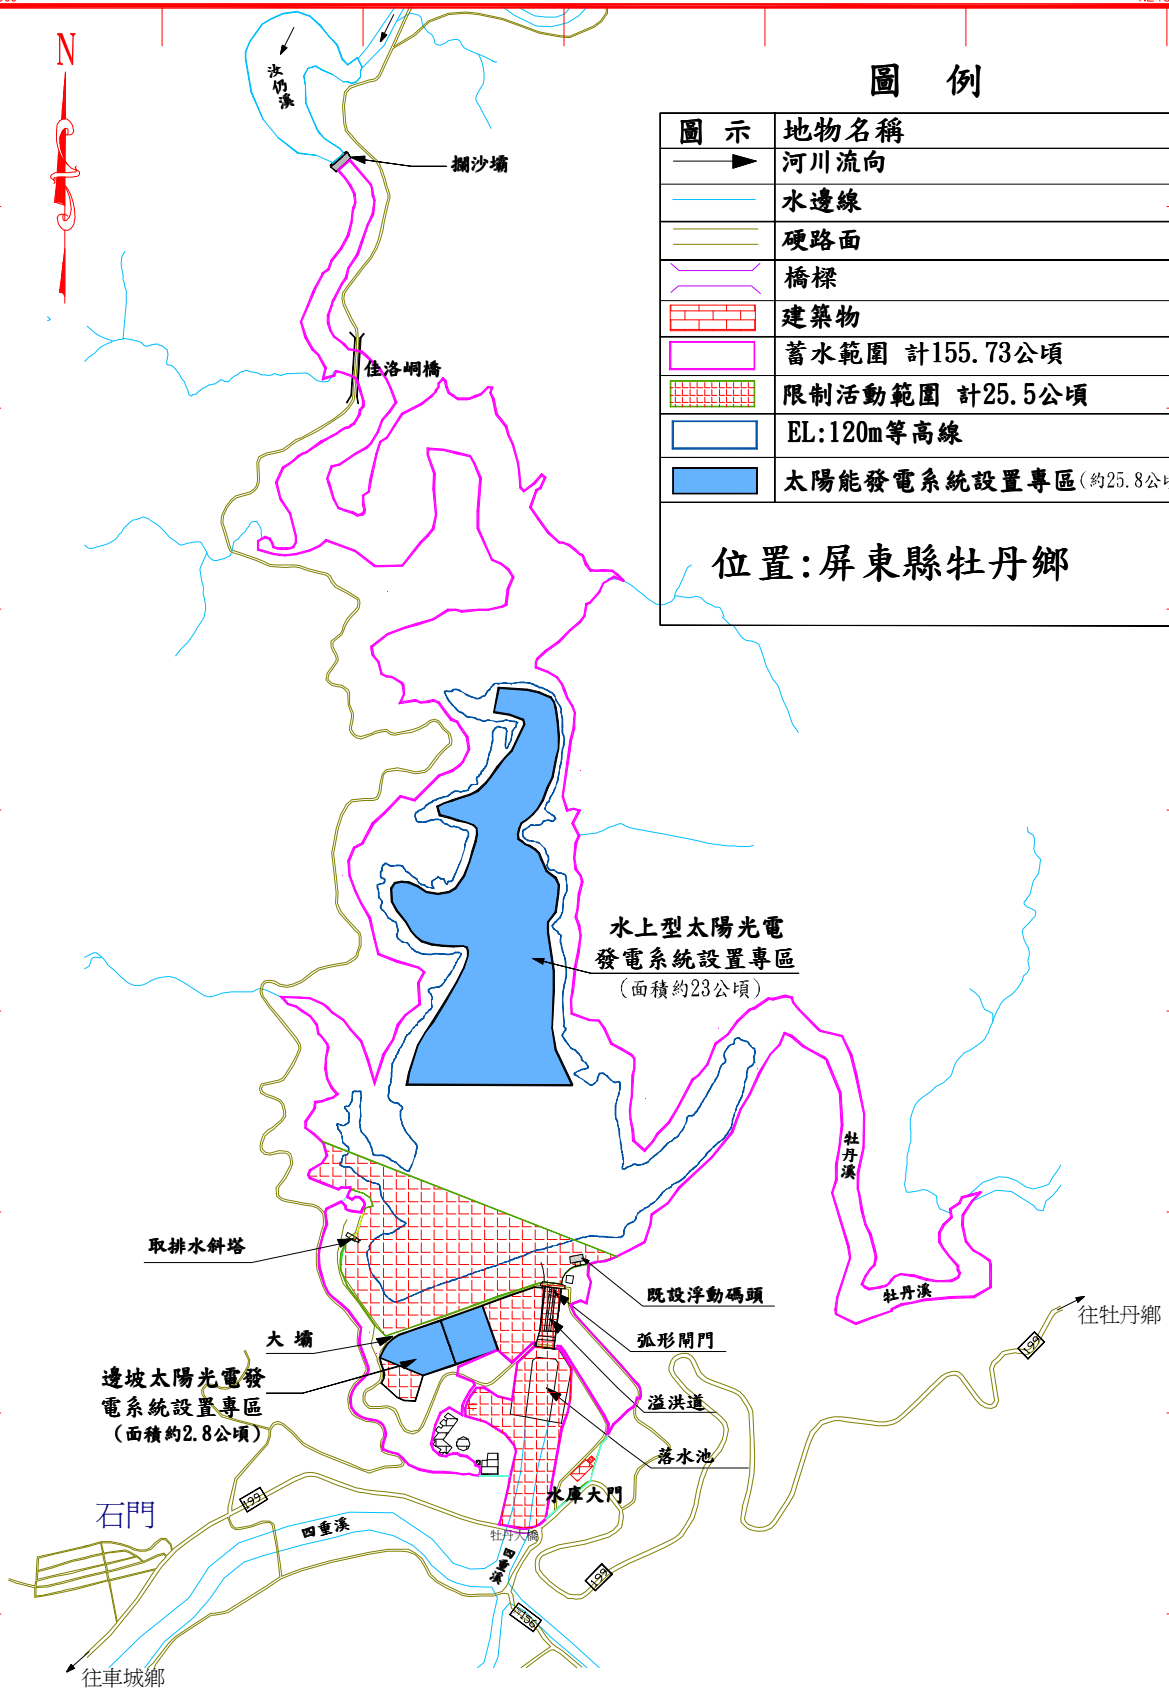 N
汝仍溪
攔沙壩
佳洛峒橋
圖 例
圖 示
地物名稱
河川流向
水邊線
硬路面
橋樑
建築物
蓄水範圍 計155.73公頃
限制活動範圍 計25.5公頃
EL:120m等高線
太陽能發電系統設置專區(約25.8公
位置:屏東縣牡丹鄉
水上型太陽光電
發電系統設置專區
(面積約23公頃)
牡丹溪
牡丹溪
取排水斜塔
既設浮動碼頭
大 壩
弧形閘門
邊坡太陽光電發
電系統設置專區
(面積約2.8公頃)
溢洪道
落水池
水庫大門
往牡丹鄉
199
石門
199
四重溪
牡丹大橋
四重溪
199
往車城鄉